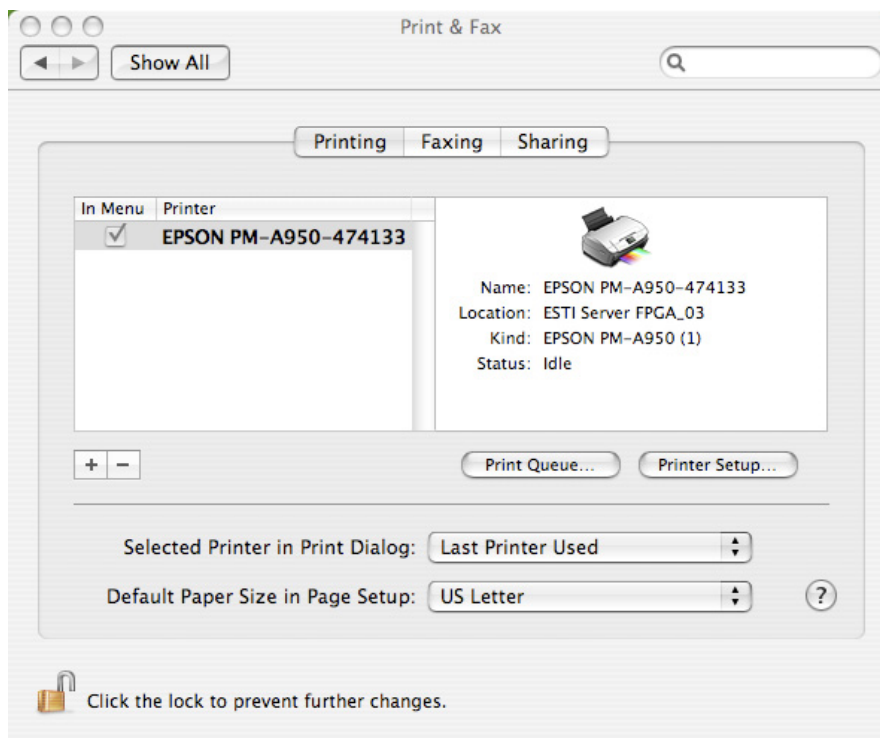 Print & Fax
Show All
Printing Faxing Sharing
In Menu Printer
EPSON PM-A950-474133
Name: EPSON PM-A950-474133
Location: ESTI Server FPGA_03
Kind: EPSON PM-A950 (1)
Status: Idle
+ −
Print Queue... Printer Setup...
Selected Printer in Print Dialog: Last Printer Used
Default Paper Size in Page Setup: US Letter ?
Click the lock to prevent further changes.